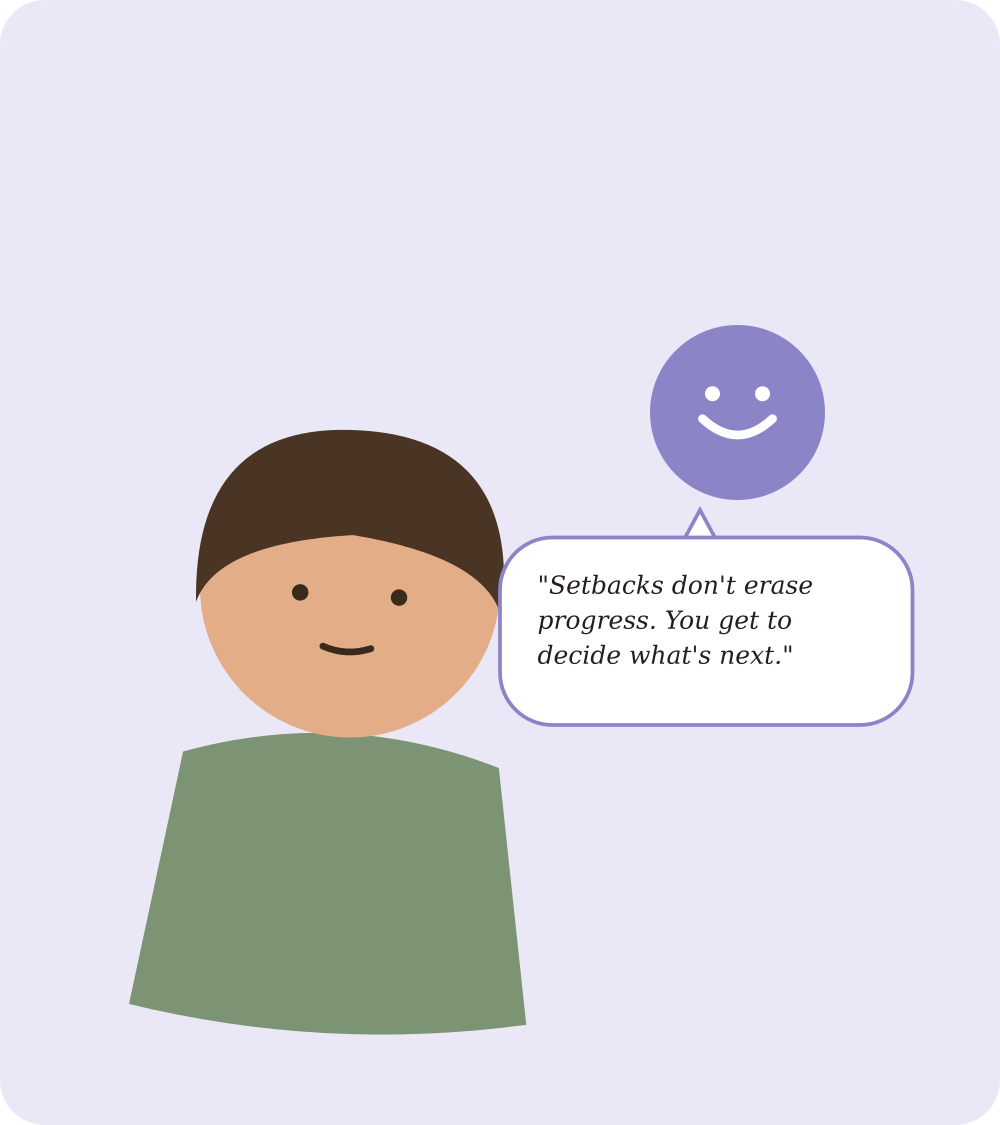 "Setbacks don't erase
progress. You get to
decide what's next."